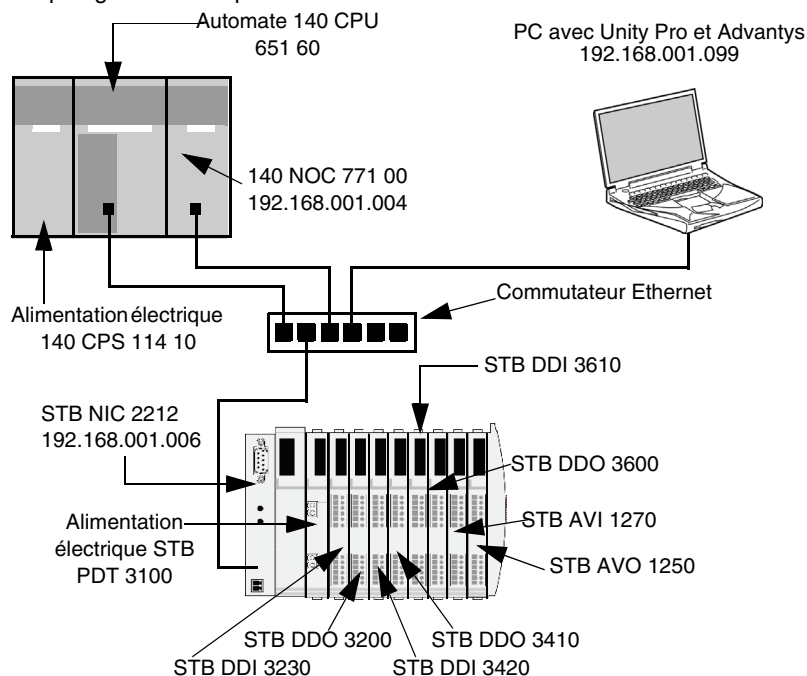 Automate 140 CPU
651 60
PC avec Unity Pro et Advantys
192.168.001.099
140 NOC 771 00
192.168.001.004
Alimentation électrique
140 CPS 114 10
Commutateur Ethernet
STB DDI 3610
STB NIC 2212
192.168.001.006
STB DDO 3600
Alimentation
électrique STB
PDT 3100
STB AVI 1270
STB AVO 1250
STB DDO 3200
STB DDO 3410
STB DDI 3230
STB DDI 3420